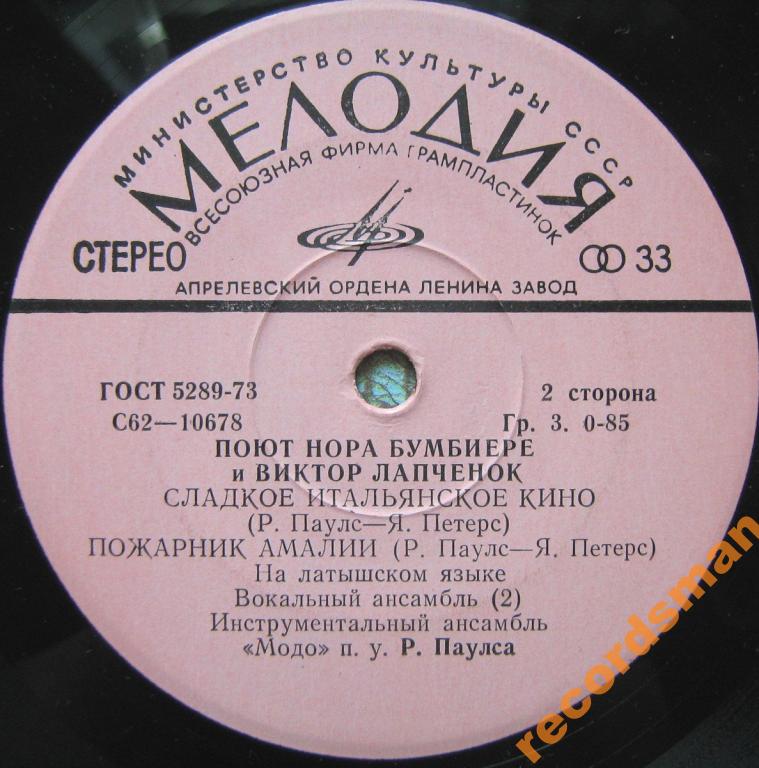 МИНИСТЕРСТВО КУЛЬТУРЫ СССР
МЕЛОДИЯ
ВСЕСОЮЗНАЯ ФИРМА ГРАМПЛАСТИНОК
СТЕРЕО
33
АПРЕЛЕВСКИЙ ОРДЕНА ЛЕНИНА ЗАВОД
ГОСТ 5289-73 2 сторона
С62—10678 Гр. 3. 0-85
ПОЮТ НОРА БУМБИЕРЕ
и ВИКТОР ЛАПЧЕНОК
СЛАДКОЕ ИТАЛЬЯНСКОЕ КИНО
(Р. Паулс—Я. Петерс)
ПОЖАРНИК АМАЛИИ (Р. Паулс—Я. Петерс)
На латышском языке
Вокальный ансамбль (2)
Инструментальный ансамбль
«Модо» п. у. Р. Паулса
recordsman